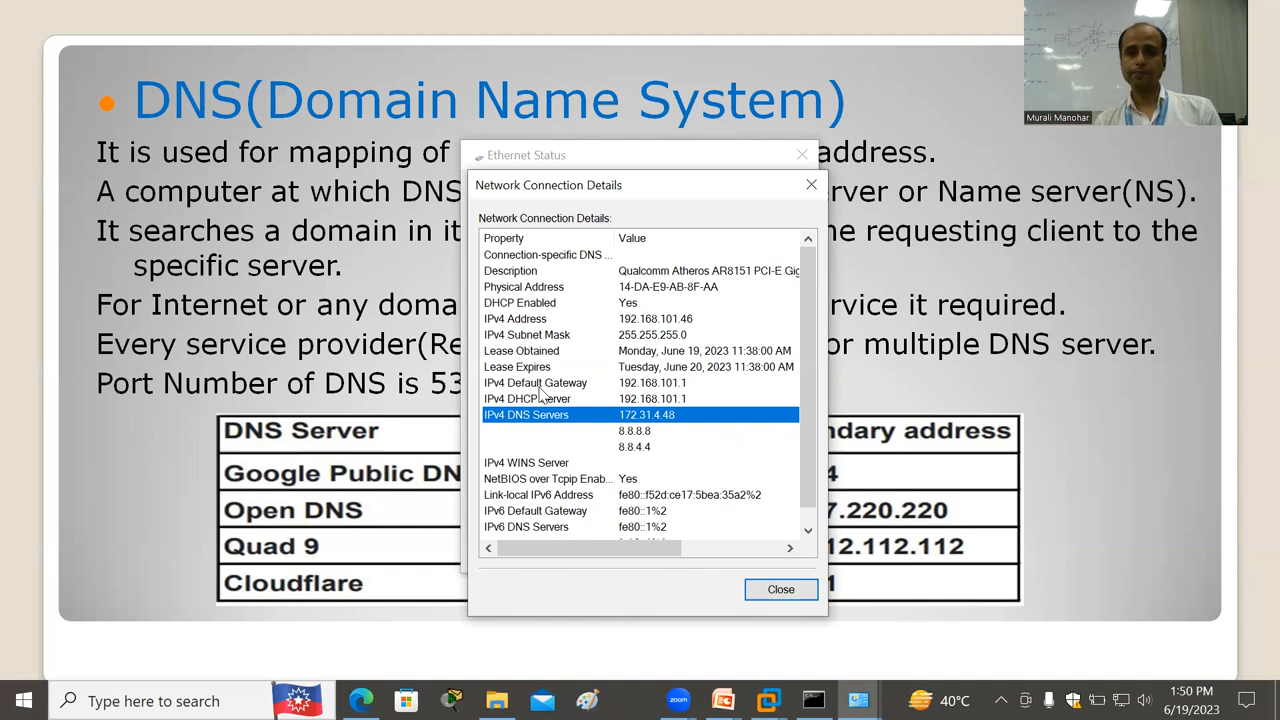 • DNS(Domain Name System)
Murali Manohar
It is used for mapping of
address.
A computer at which DNS
erver or Name server(NS).
It searches a domain in it
he requesting client to the
specific server.
For Internet or any doma
rvice it required.
Every service provider(Re
or multiple DNS server.
Port Number of DNS is 53
DNS Server
ndary address
Google Public DN
4
Open DNS
7.220.220
Quad 9
12.112.112
Cloudflare
1
Ethernet Status
Network Connection Details
Network Connection Details:
Property Value
Connection-specific DNS ...
Description Qualcomm Atheros AR8151 PCI-E Gig
Physical Address 14-DA-E9-AB-8F-AA
DHCP Enabled Yes
IPv4 Address 192.168.101.46
IPv4 Subnet Mask 255.255.255.0
Lease Obtained Monday, June 19, 2023 11:38:00 AM
Lease Expires Tuesday, June 20, 2023 11:38:00 AM
IPv4 Default Gateway 192.168.101.1
IPv4 DHCP Server 192.168.101.1
IPv4 DNS Servers 172.31.4.48
8.8.8.8
8.8.4.4
IPv4 WINS Server
NetBIOS over Tcpip Enab... Yes
Link-local IPv6 Address fe80::f52d:ce17:5bea:35a2%2
IPv6 Default Gateway fe80::1%2
IPv6 DNS Servers fe80::1%2
Close
Type here to search
40°C
1:50 PM
6/19/2023